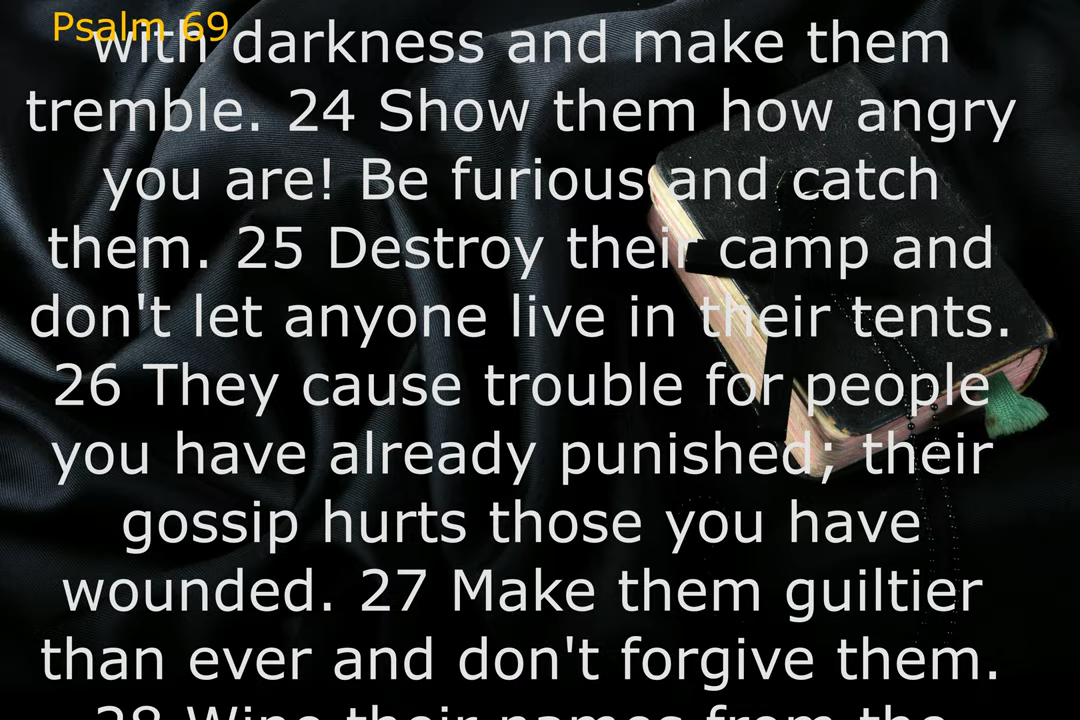 Psalm 69
with darkness and make them
tremble. 24 Show them how angry
you are! Be furious and catch
them. 25 Destroy their camp and
don't let anyone live in their tents.
26 They cause trouble for people
you have already punished; their
gossip hurts those you have
wounded. 27 Make them guiltier
than ever and don't forgive them.
28 Wipe their names from the